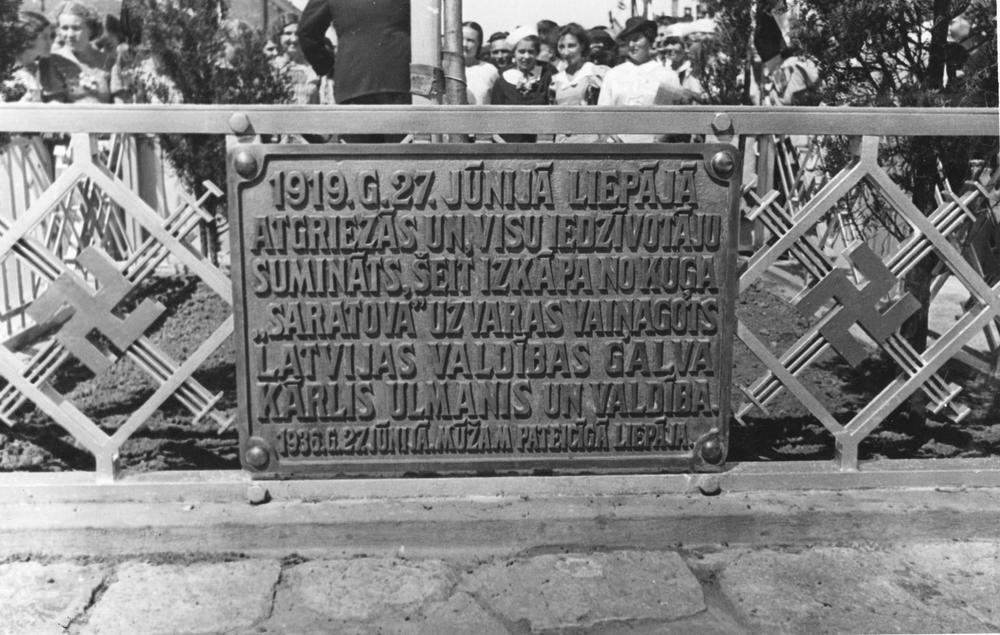 1919. G. 27. JŪNIJĀ LIEPĀJĀ
ATGRIEZĀS UN, VISU IEDZĪVOTĀJU
SUMINĀTS, ŠEIT IZKĀPA NO KUĢA
„SARATOVA" UZVARAS VAIŅAGOTS
LATVIJAS VALDĪBAS GALVA
KĀRLIS ULMANIS UN VALDĪBA.
1936. G. 27. JŪNIJĀ. MŪŽAM PATEICĪGĀ LIEPĀJA.